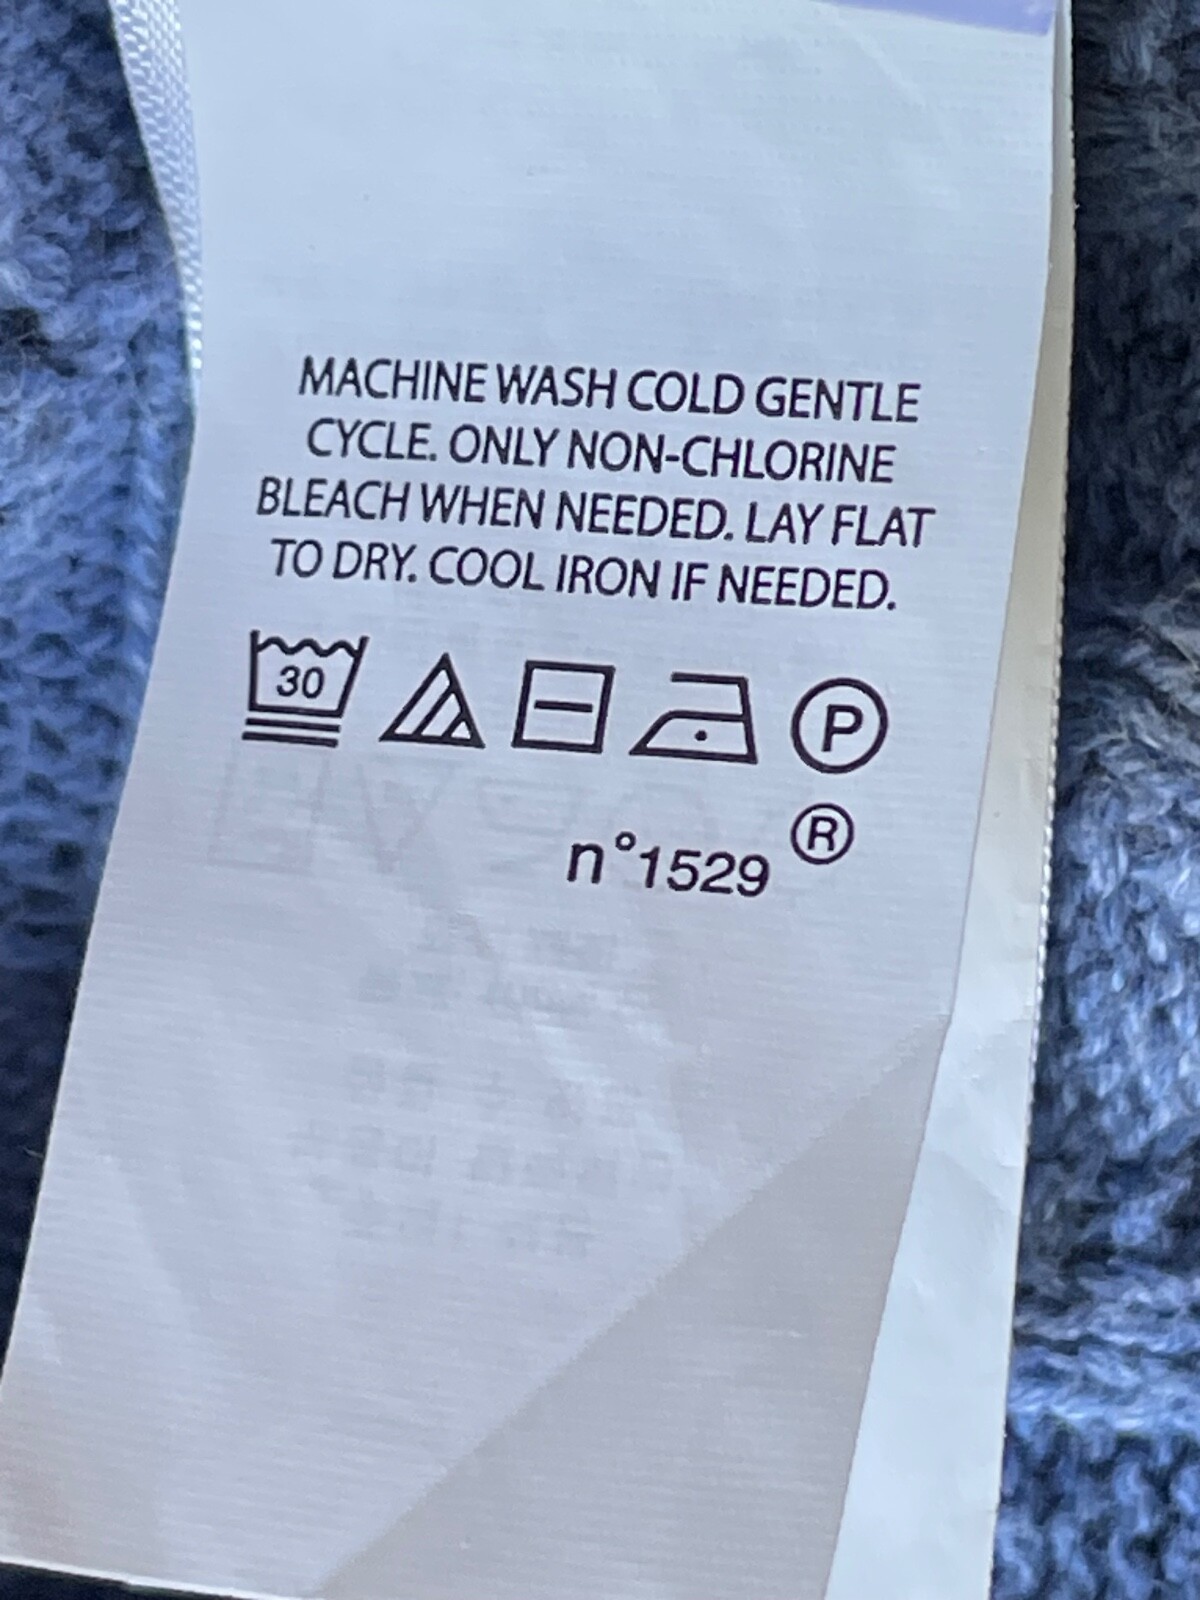 MACHINE WASH COLD GENTLE
CYCLE. ONLY NON-CHLORINE
BLEACH WHEN NEEDED. LAY FLAT
TO DRY. COOL IRON IF NEEDED.
30 P
n°1529 ®